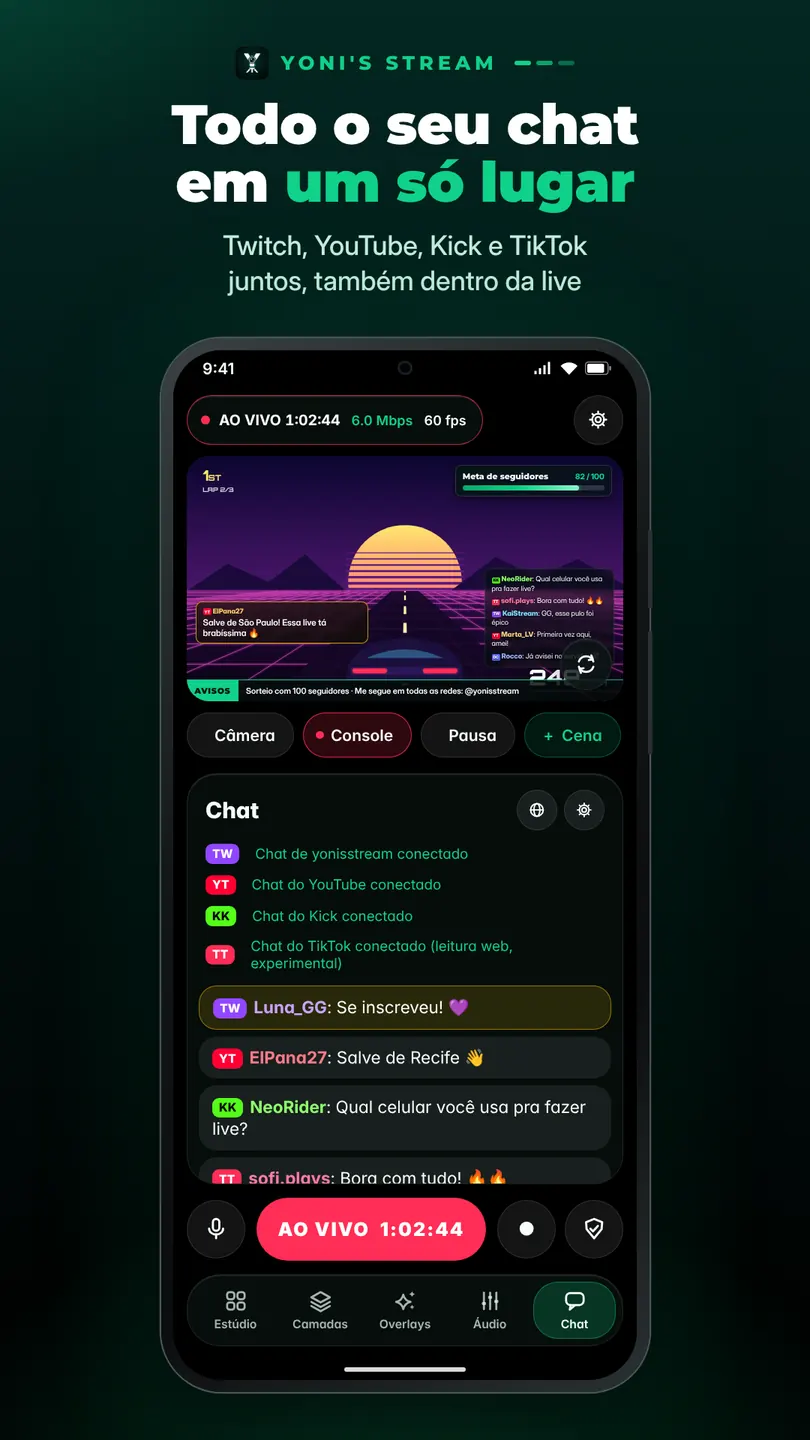 YONI'S STREAM
Todo o seu chat
em um só lugar
Twitch, YouTube, Kick e TikTok
juntos, também dentro da live
9:41
AO VIVO 1:02:44 6.0 Mbps 60 fps
1ST
LAP 2/3
Meta de seguidores 82 / 100
KK NeoRider: Qual celular você usa
pra fazer live?
TT sofi.plays: Bora com tudo! 🔥🔥
TW KaiStream: GG, esse pulo foi
épico
YT Marta_LV: Primeira vez aqui,
amei!
Rocco: Já avisei no
YT ElPana27
Salve de São Paulo! Essa live tá
brabíssima 🔥
248
AVISOS Sorteio com 100 seguidores · Me segue em todas as redes: @yonisstream
Câmera
Console
Pausa
+ Cena
Chat
TW Chat de yonisstream conectado
YT Chat do YouTube conectado
KK Chat do Kick conectado
TT Chat do TikTok conectado (leitura web,
experimental)
TW Luna_GG: Se inscreveu! 💜
YT ElPana27: Salve de Recife 👋
KK NeoRider: Qual celular você usa pra fazer
live?
TT sofi.plays: Bora com tudo! 🔥🔥
AO VIVO 1:02:44
Estúdio
Camadas
Overlays
Áudio
Chat